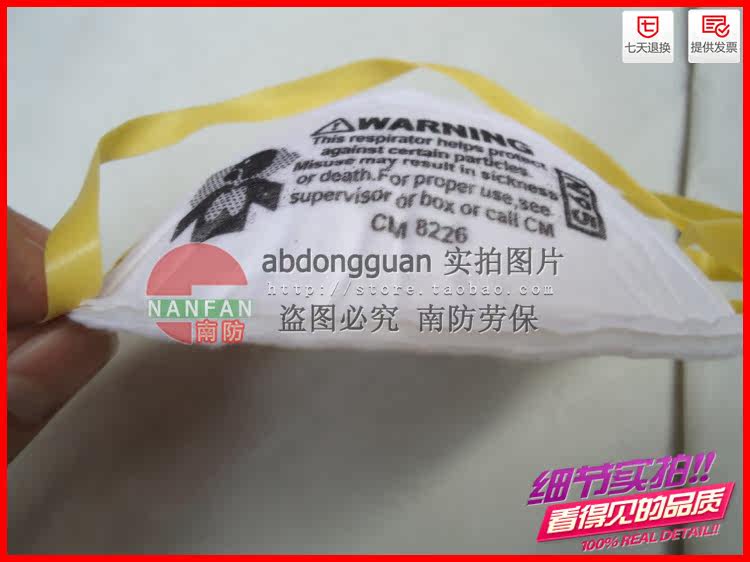 七天退换
提供发票
WARNING
This respirator helps protect
against certain particles.
Misuse may result in sickness
or death.For proper use,see
supervisor or box or call CM
CM 8226
N95
abdongguan 实拍图片
http://store.taobao.com
盗图必究 南防劳保
NANFAN
南防
细节实拍!!
看得见的品质
100% REAL DETAIL!!